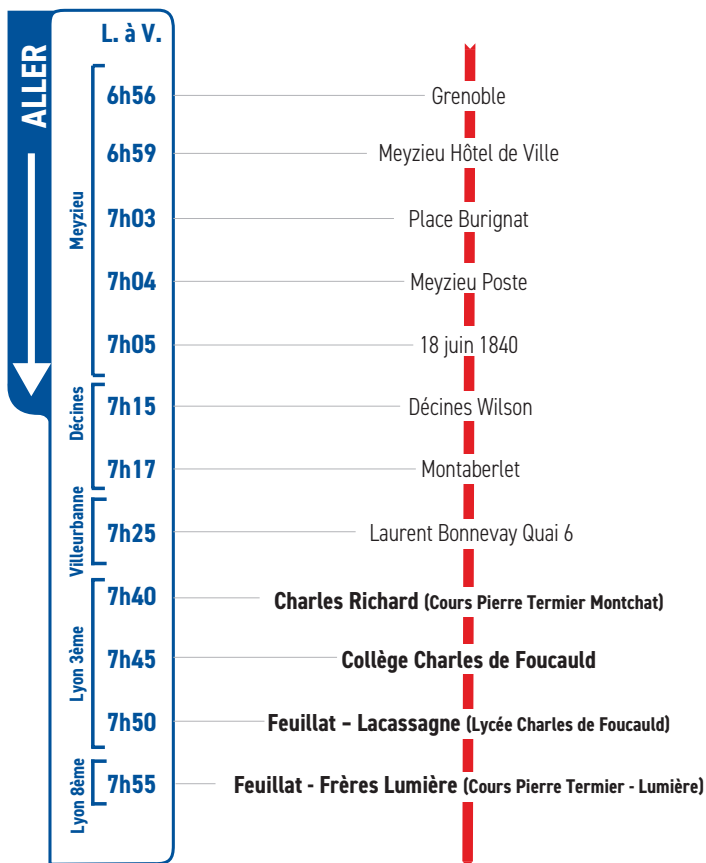 ALLER
L. à V.
Meyzieu
6h56 Grenoble
6h59 Meyzieu Hôtel de Ville
7h03 Place Burignat
7h04 Meyzieu Poste
7h05 18 juin 1840
Décines
7h15 Décines Wilson
7h17 Montaberlet
Villeurbanne
7h25 Laurent Bonnevay Quai 6
Lyon 3ème
7h40 Charles Richard (Cours Pierre Termier Montchat)
7h45 Collège Charles de Foucauld
7h50 Feuillat – Lacassagne (Lycée Charles de Foucauld)
Lyon 8ème
7h55 Feuillat - Frères Lumière (Cours Pierre Termier - Lumière)